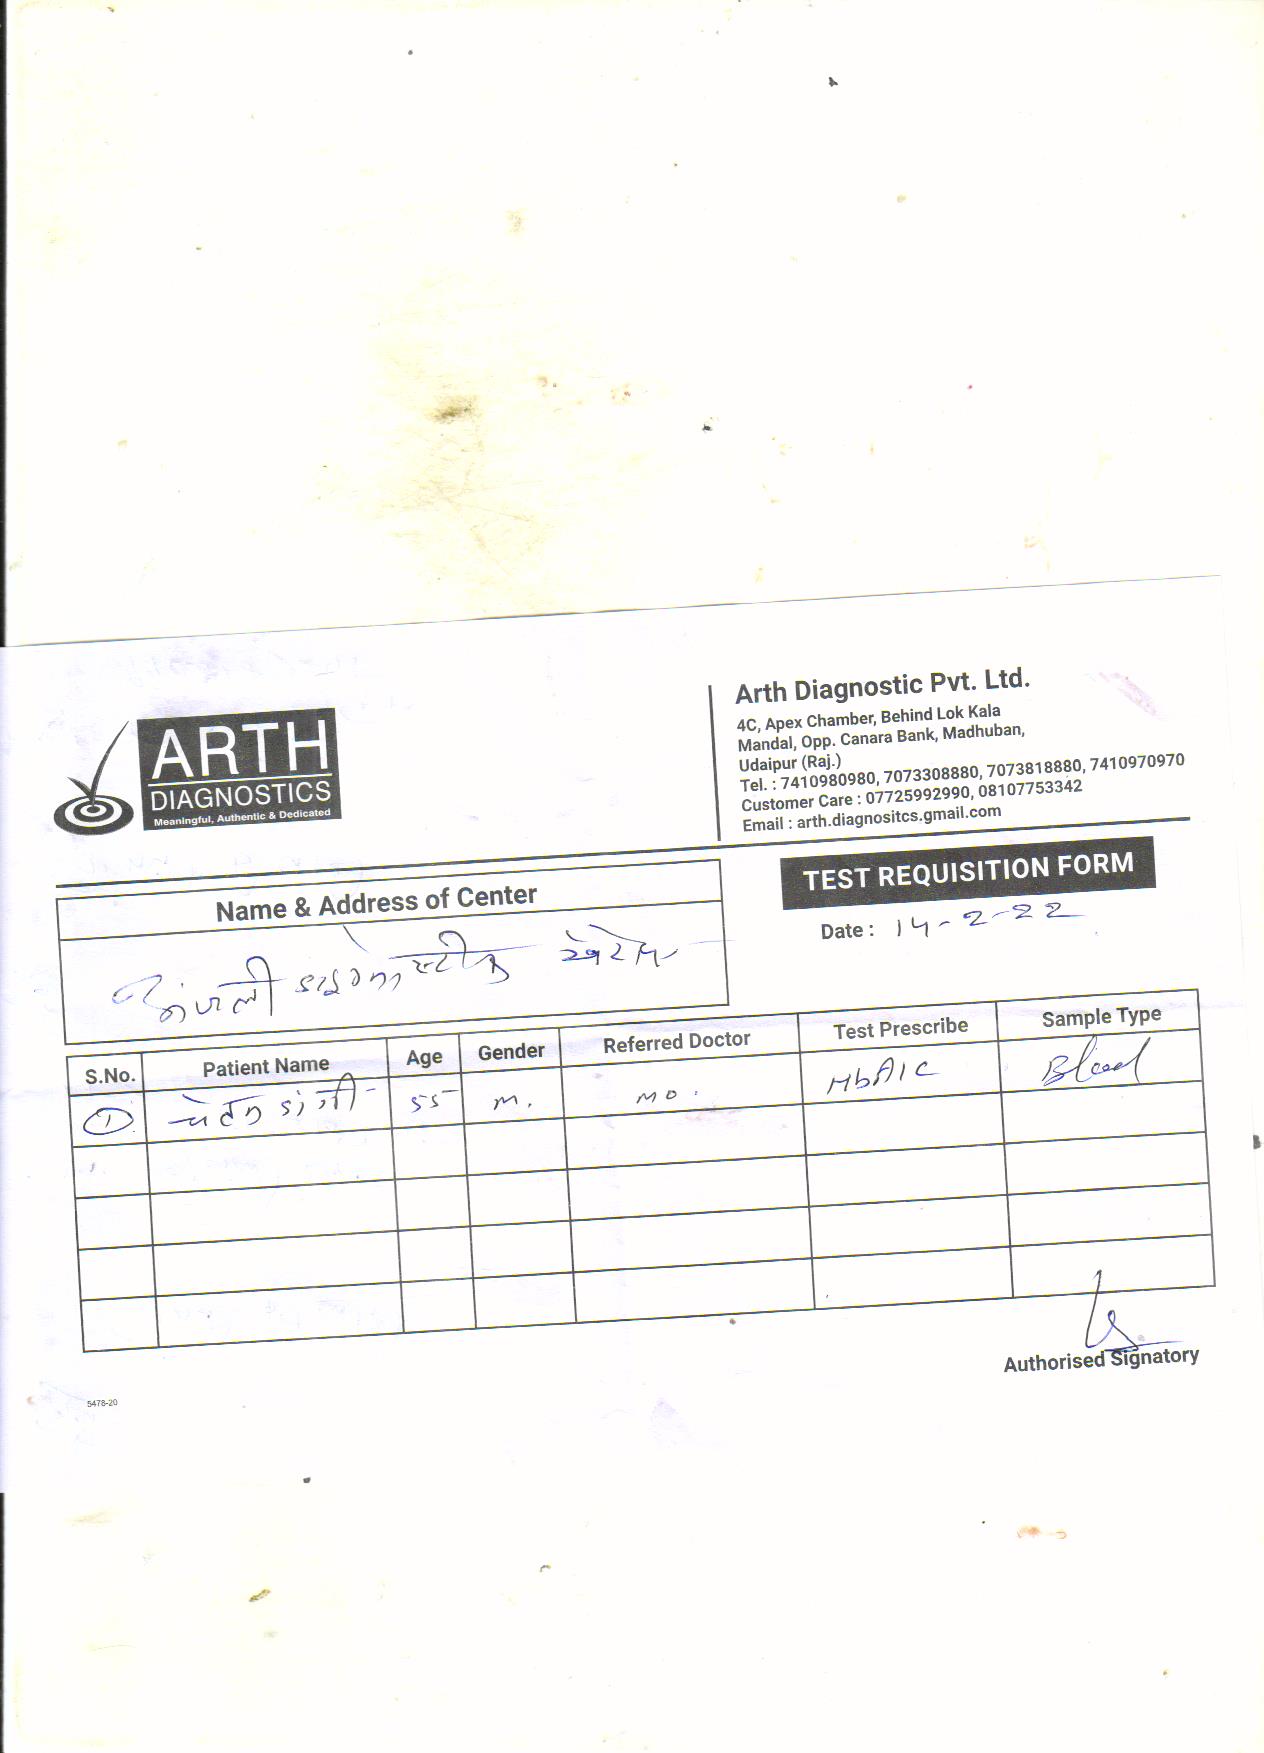 ARTH
DIAGNOSTICS
Meaningful, Authentic & Dedicated
Arth Diagnostic Pvt. Ltd.
4C, Apex Chamber, Behind Lok Kala
Mandal, Opp. Canara Bank, Madhuban,
Udaipur (Raj.)
Tel. : 7410980980, 7073308880, 7073818880, 7410970970
Customer Care : 07725992990, 08107753342
Email : arth.diagnositcs.gmail.com
TEST REQUISITION FORM
Date : 14-2-22
Name & Address of Center
S.No. Patient Name Age Gender Referred Doctor Test Prescribe Sample Type
1 डांगी 55 M. MO. HbA1C Blood
Authorised Signatory
5478-20